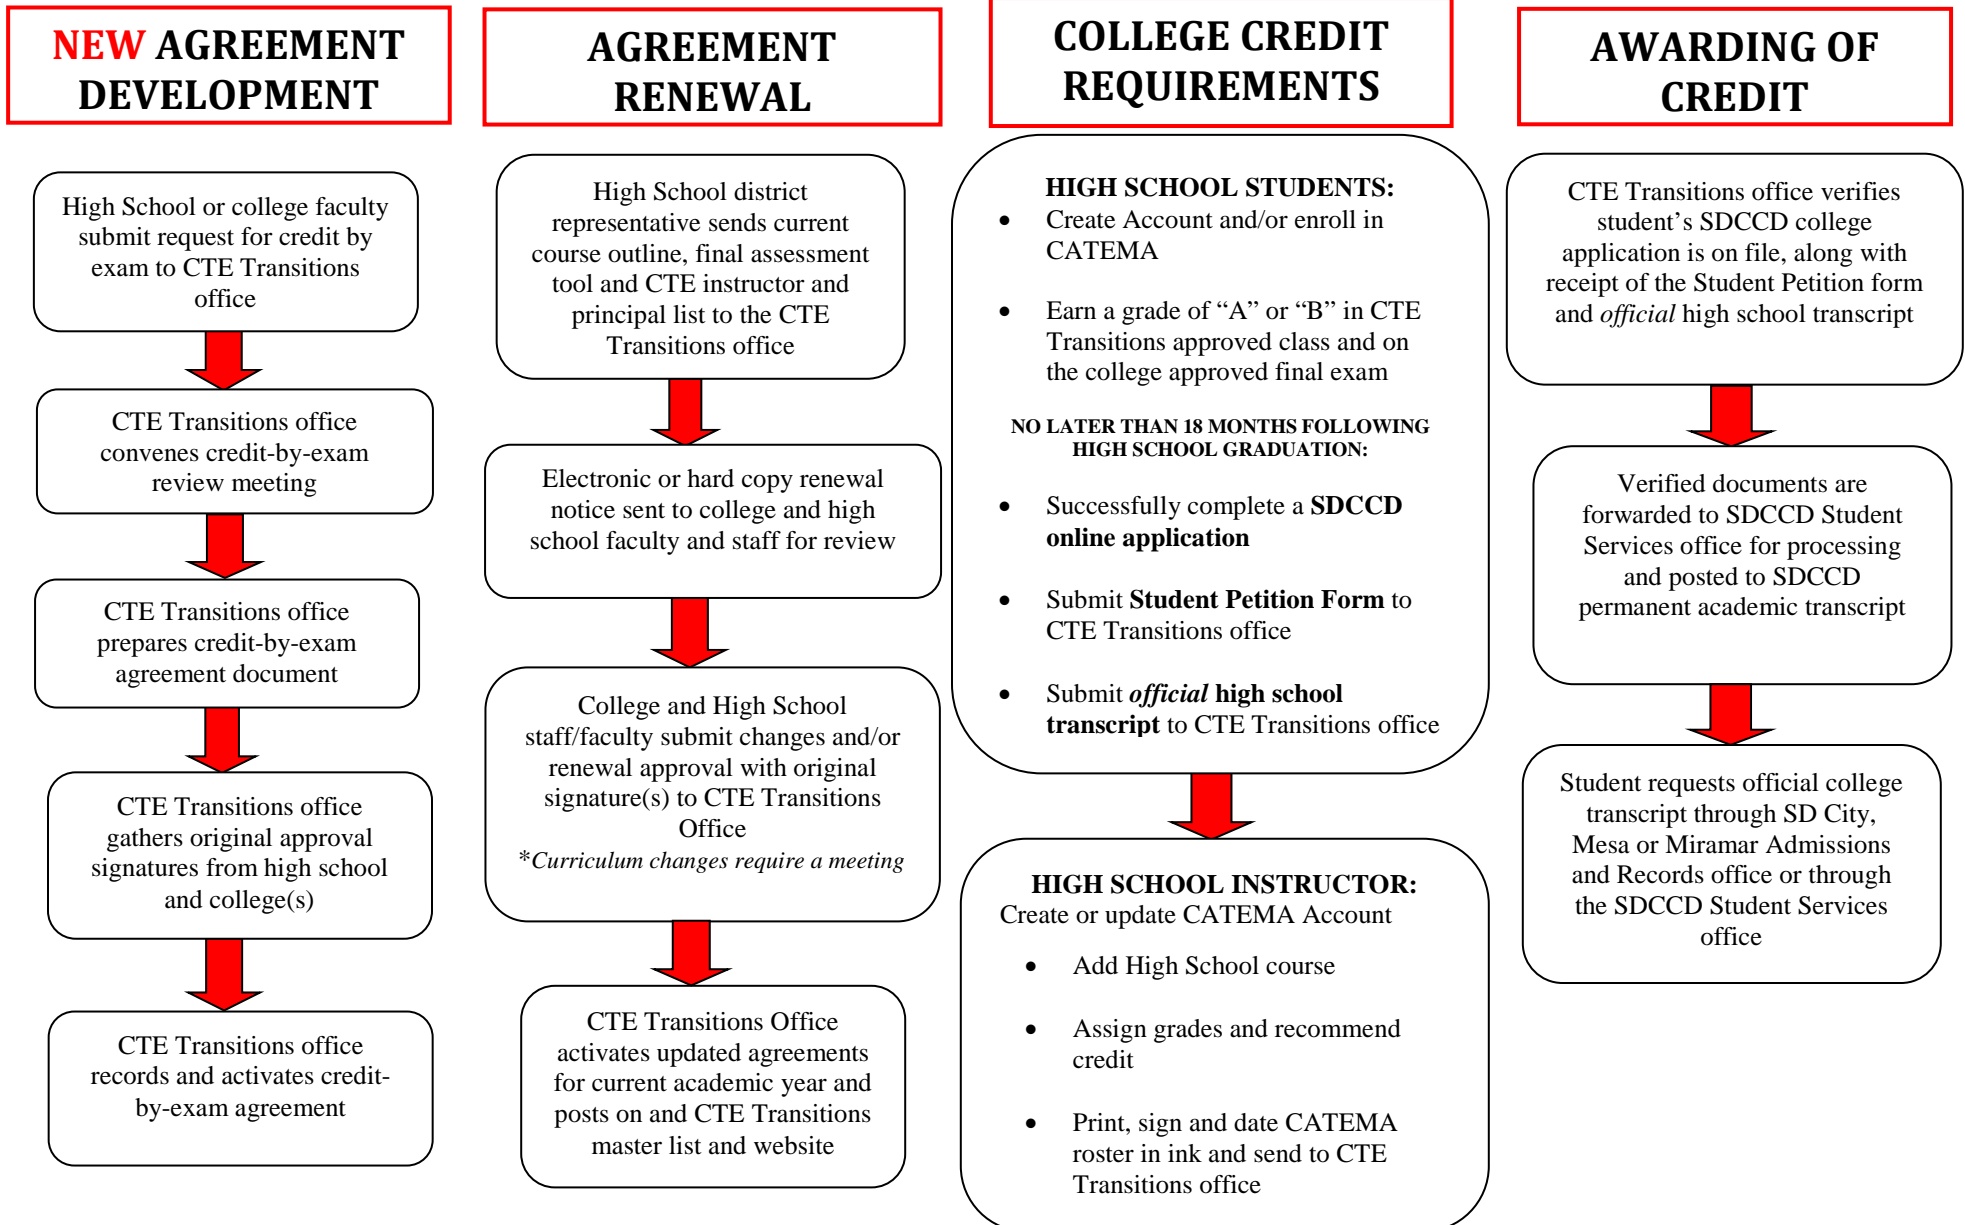 NEW AGREEMENT
DEVELOPMENT
High School or college faculty
submit request for credit by
exam to CTE Transitions
office
CTE Transitions office
convenes credit-by-exam
review meeting
CTE Transitions office
prepares credit-by-exam
agreement document
CTE Transitions office
gathers original approval
signatures from high school
and college(s)
CTE Transitions office
records and activates credit-
by-exam agreement
AGREEMENT
RENEWAL
High School district
representative sends current
course outline, final assessment
tool and CTE instructor and
principal list to the CTE
Transitions office
Electronic or hard copy renewal
notice sent to college and high
school faculty and staff for review
College and High School
staff/faculty submit changes and/or
renewal approval with original
signature(s) to CTE Transitions
Office
*Curriculum changes require a meeting
CTE Transitions Office
activates updated agreements
for current academic year and
posts on and CTE Transitions
master list and website
COLLEGE CREDIT
REQUIREMENTS
HIGH SCHOOL STUDENTS:
• Create Account and/or enroll in
CATEMA
• Earn a grade of “A” or “B” in CTE
Transitions approved class and on
the college approved final exam
NO LATER THAN 18 MONTHS FOLLOWING
HIGH SCHOOL GRADUATION:
• Successfully complete a SDCCD
online application
• Submit Student Petition Form to
CTE Transitions office
• Submit official high school
transcript to CTE Transitions office
HIGH SCHOOL INSTRUCTOR:
Create or update CATEMA Account
• Add High School course
• Assign grades and recommend
credit
• Print, sign and date CATEMA
roster in ink and send to CTE
Transitions office
AWARDING OF
CREDIT
CTE Transitions office verifies
student’s SDCCD college
application is on file, along with
receipt of the Student Petition form
and official high school transcript
Verified documents are
forwarded to SDCCD Student
Services office for processing
and posted to SDCCD
permanent academic transcript
Student requests official college
transcript through SD City,
Mesa or Miramar Admissions
and Records office or through
the SDCCD Student Services
office